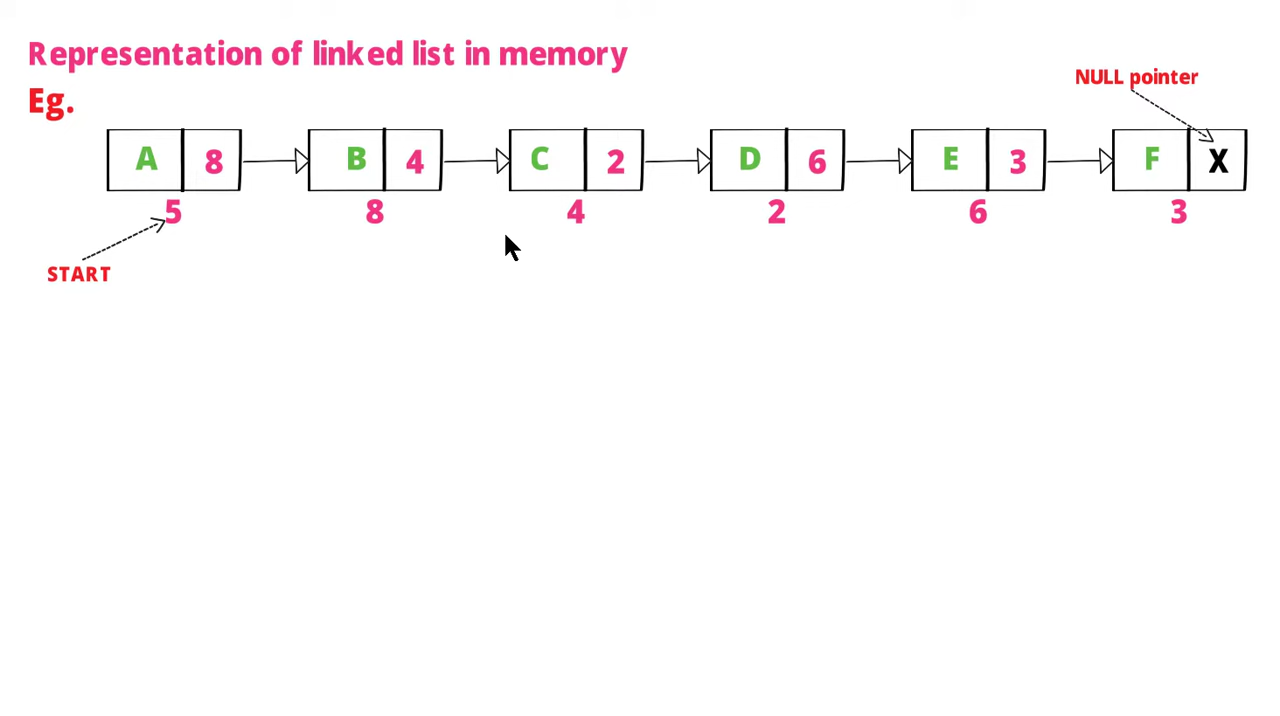 Representation of linked list in memory
NULL pointer
Eg.
A 8 B 4 C 2 D 6 E 3 F X
5 8 4 2 6 3
START